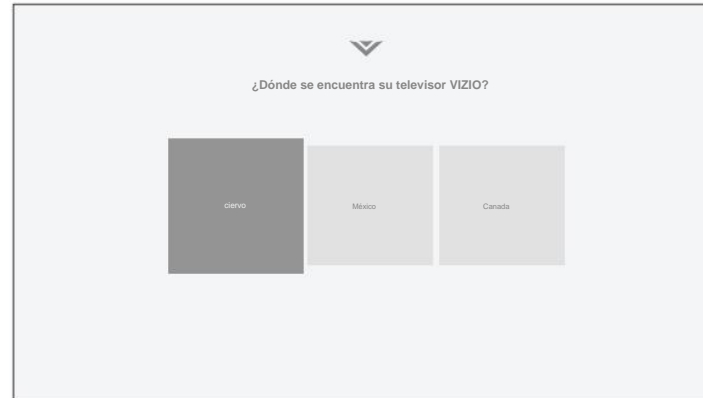 ¿Dónde se encuentra su televisor VIZIO?
ciervo
México
Canada